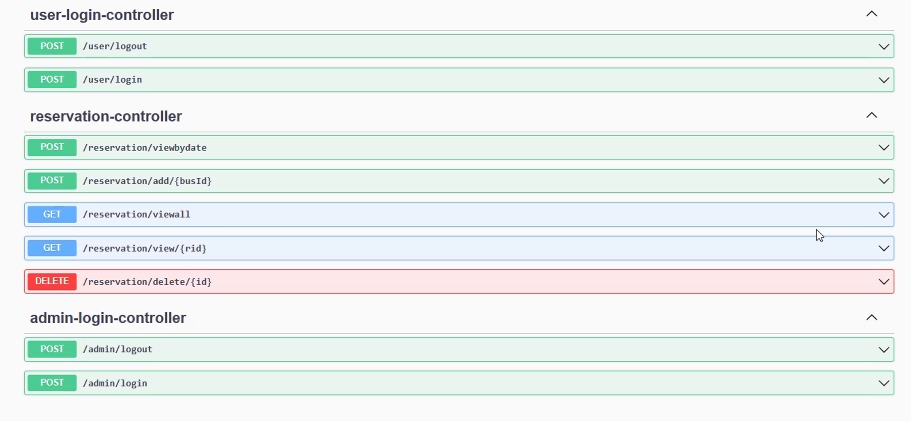 user-login-controller
POST /user/logout
POST /user/login
reservation-controller
POST /reservation/viewbydate
POST /reservation/add/{busId}
GET /reservation/viewall
GET /reservation/view/{rid}
DELETE /reservation/delete/{id}
admin-login-controller
POST /admin/logout
POST /admin/login